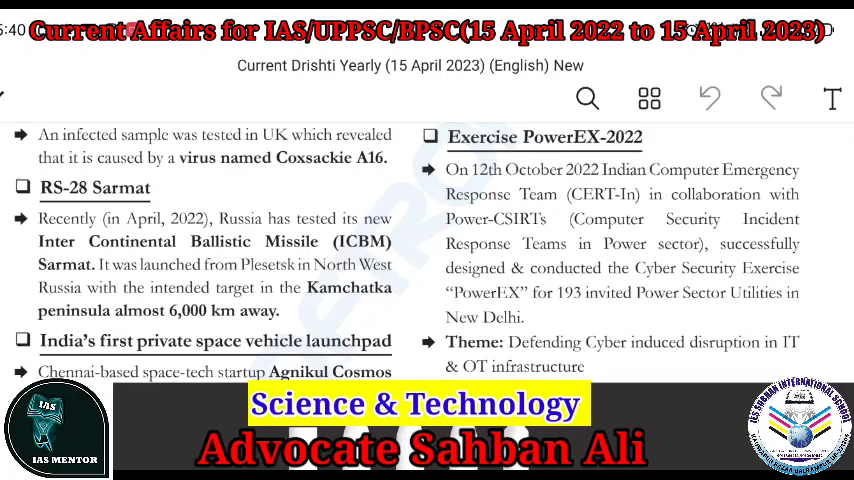 5:40
Current Affairs for IAS/UPPSC/BPSC(15 April 2022 to 15 April 2023)
Current Drishti Yearly (15 April 2023) (English) New
T
An infected sample was tested in UK which revealed
that it is caused by a virus named Coxsackie A16.
RS-28 Sarmat
Recently (in April, 2022), Russia has tested its new
Inter Continental Ballistic Missile (ICBM)
Sarmat. It was launched from Plesetsk in North West
Russia with the intended target in the Kamchatka
peninsula almost 6,000 km away.
India's first private space vehicle launchpad
Chennai-based space-tech startup Agnikul Cosmos
Exercise PowerEX-2022
On 12th October 2022 Indian Computer Emergency
Response Team (CERT-In) in collaboration with
Power-CSIRTs (Computer Security Incident
Response Teams in Power sector), successfully
designed & conducted the Cyber Security Exercise
“PowerEX” for 193 invited Power Sector Utilities in
New Delhi.
Theme: Defending Cyber induced disruption in IT
& OT infrastructure
Science & Technology
Advocate Sahban Ali
IAS
IAS MENTOR